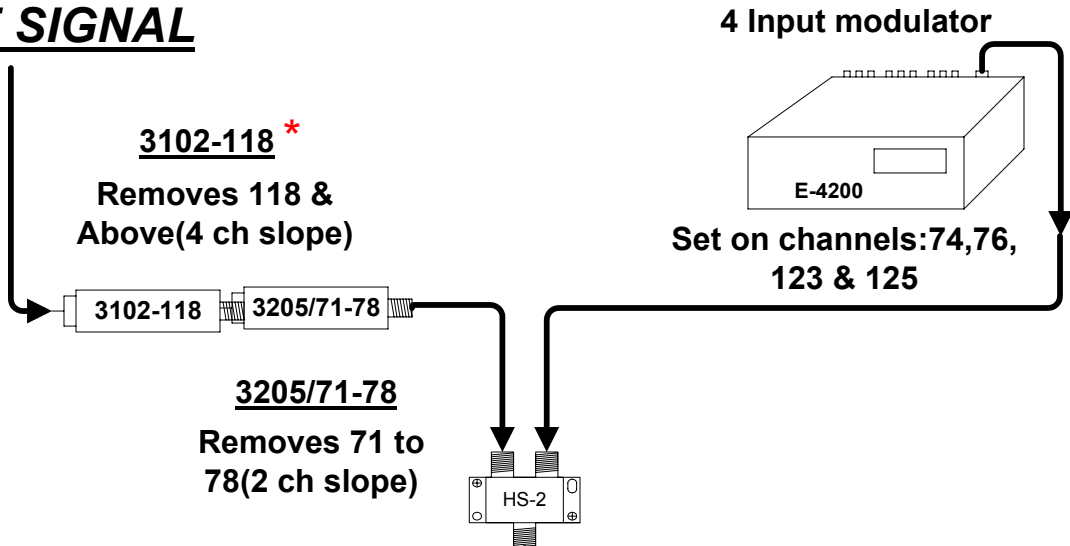 SIGNAL
4 Input modulator
3102-118 *
Removes 118 &
Above(4 ch slope)
E-4200
Set on channels:74,76,
123 & 125
3102-118
3205/71-78
3205/71-78
Removes 71 to
78(2 ch slope)
HS-2